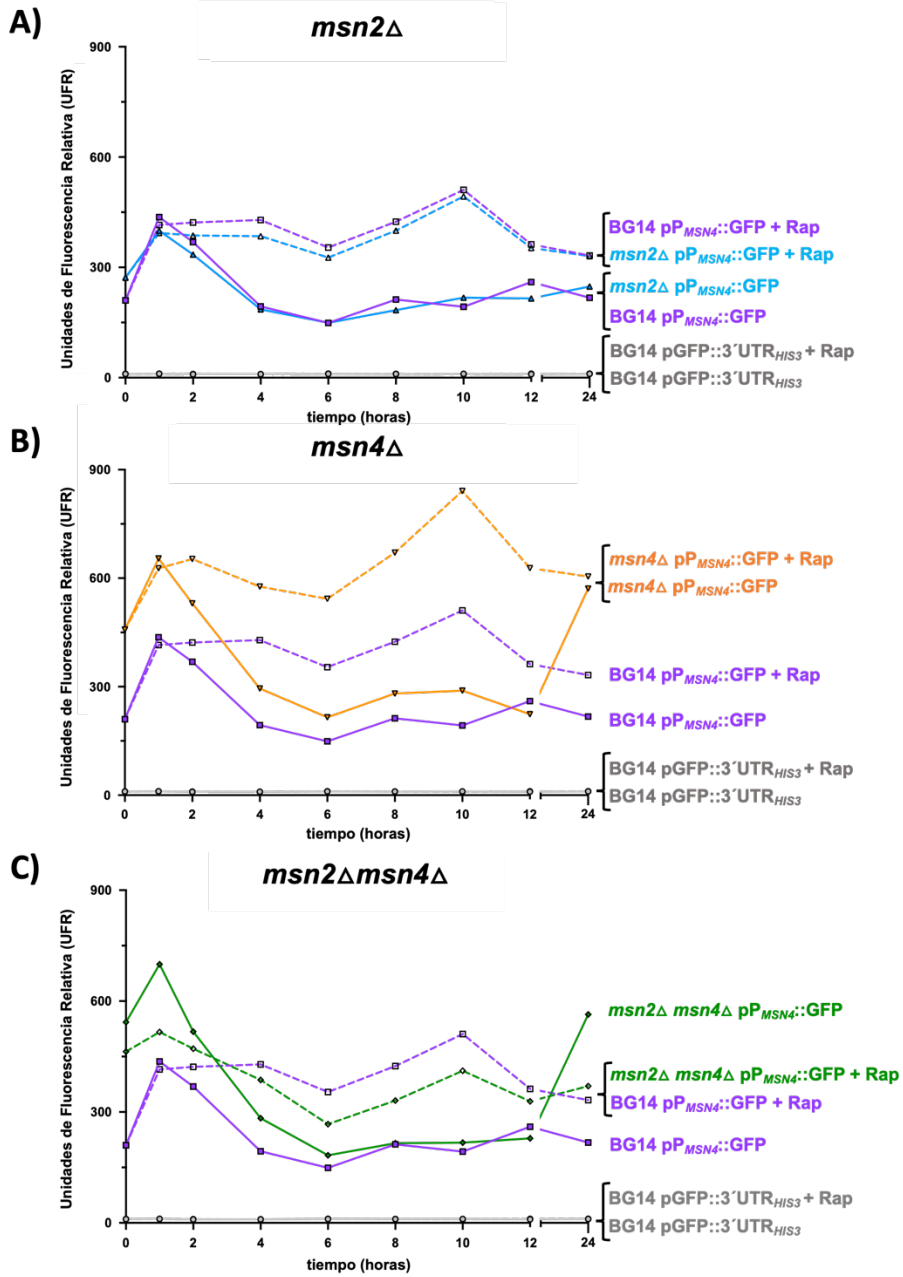 A)
msn2Δ
Unidades de Fluorescencia Relativa (UFR)
900
600
300
0
0 2 4 6 8 10 12 24
tiempo (horas)
BG14 pPMSN4::GFP + Rap
msn2Δ pPMSN4::GFP + Rap
msn2Δ pPMSN4::GFP
BG14 pPMSN4::GFP
BG14 pGFP::3´UTRHIS3 + Rap
BG14 pGFP::3´UTRHIS3
B)
msn4Δ
Unidades de Fluorescencia Relativa (UFR)
900
600
300
0
0 2 4 6 8 10 12 24
tiempo (horas)
msn4Δ pPMSN4::GFP + Rap
msn4Δ pPMSN4::GFP
BG14 pPMSN4::GFP + Rap
BG14 pPMSN4::GFP
BG14 pGFP::3´UTRHIS3 + Rap
BG14 pGFP::3´UTRHIS3
C)
msn2Δmsn4Δ
Unidades de Fluorescencia Relativa (UFR)
900
600
300
0
0 2 4 6 8 10 12 24
tiempo (horas)
msn2Δ msn4Δ pPMSN4::GFP
msn2Δ msn4Δ pPMSN4::GFP + Rap
BG14 pPMSN4::GFP + Rap
BG14 pPMSN4::GFP
BG14 pGFP::3´UTRHIS3 + Rap
BG14 pGFP::3´UTRHIS3